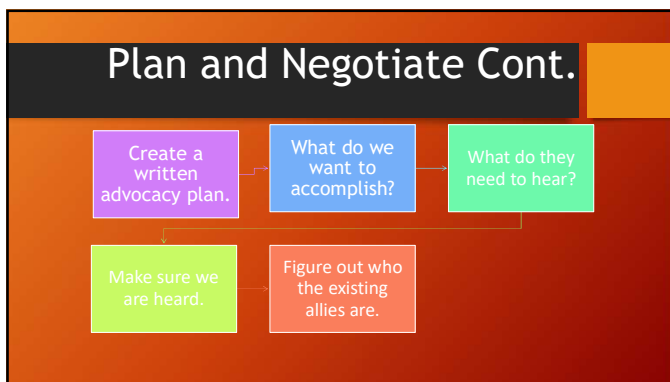 Plan and Negotiate Cont.
Create a
written
advocacy plan.
What do we
want to
accomplish?
What do they
need to hear?
Make sure we
are heard.
Figure out who
the existing
allies are.